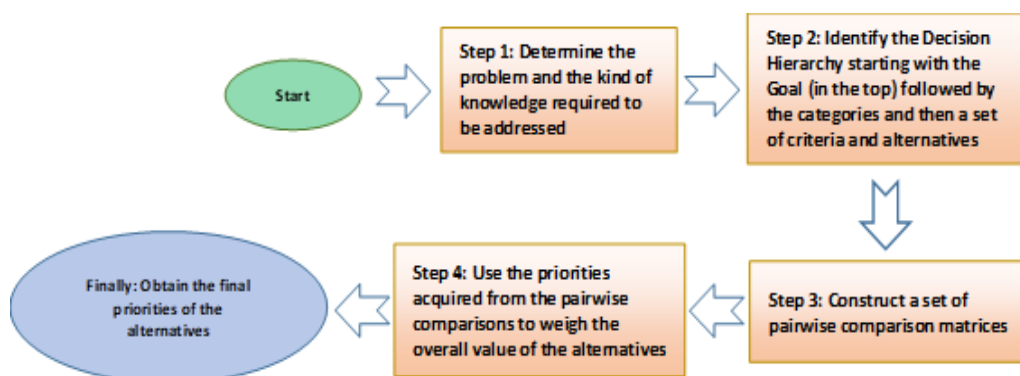 Start
Step 1: Determine the
problem and the kind of
knowledge required to
be addressed
Step 2: Identify the Decision
Hierarchy starting with the
Goal (in the top) followed by
the categories and then a set
of criteria and alternatives
Step 3: Construct a set of
pairwise comparison matrices
Step 4: Use the priorities
acquired from the pairwise
comparisons to weigh the
overall value of the alternatives
Finally: Obtain the final
priorities of the
alternatives